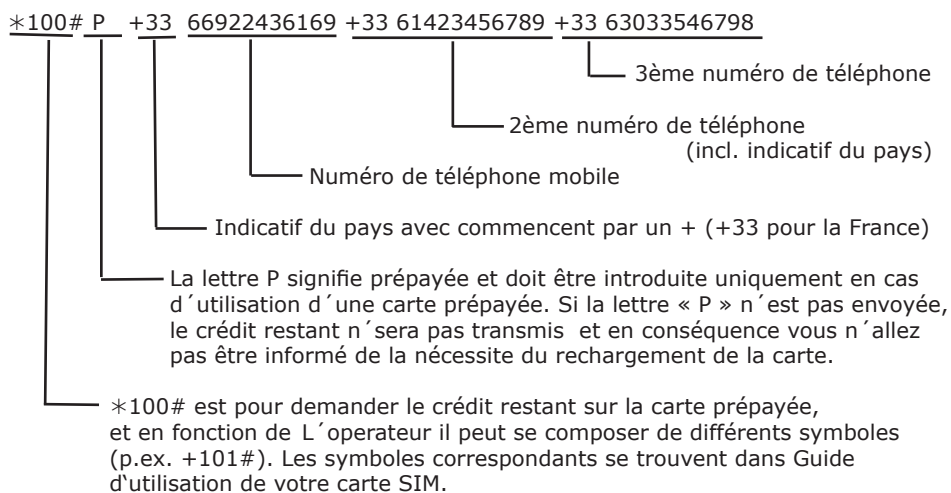 ✳100# P +33 66922436169 +33 61423456789 +33 63033546798
3ème numéro de téléphone
2ème numéro de téléphone
(incl. indicatif du pays)
Numéro de téléphone mobile
Indicatif du pays avec commencent par un + (+33 pour la France)
La lettre P signifie prépayée et doit être introduite uniquement en cas
d´utilisation d´une carte prépayée. Si la lettre « P » n´est pas envoyée,
le crédit restant n´sera pas transmis et en conséquence vous n´allez
pas être informé de la nécessite du rechargement de la carte.
✳100# est pour demander le crédit restant sur la carte prépayée,
et en fonction de L´operateur il peut se composer de différents symboles
(p.ex. +101#). Les symboles correspondants se trouvent dans Guide
d‘utilisation de votre carte SIM.